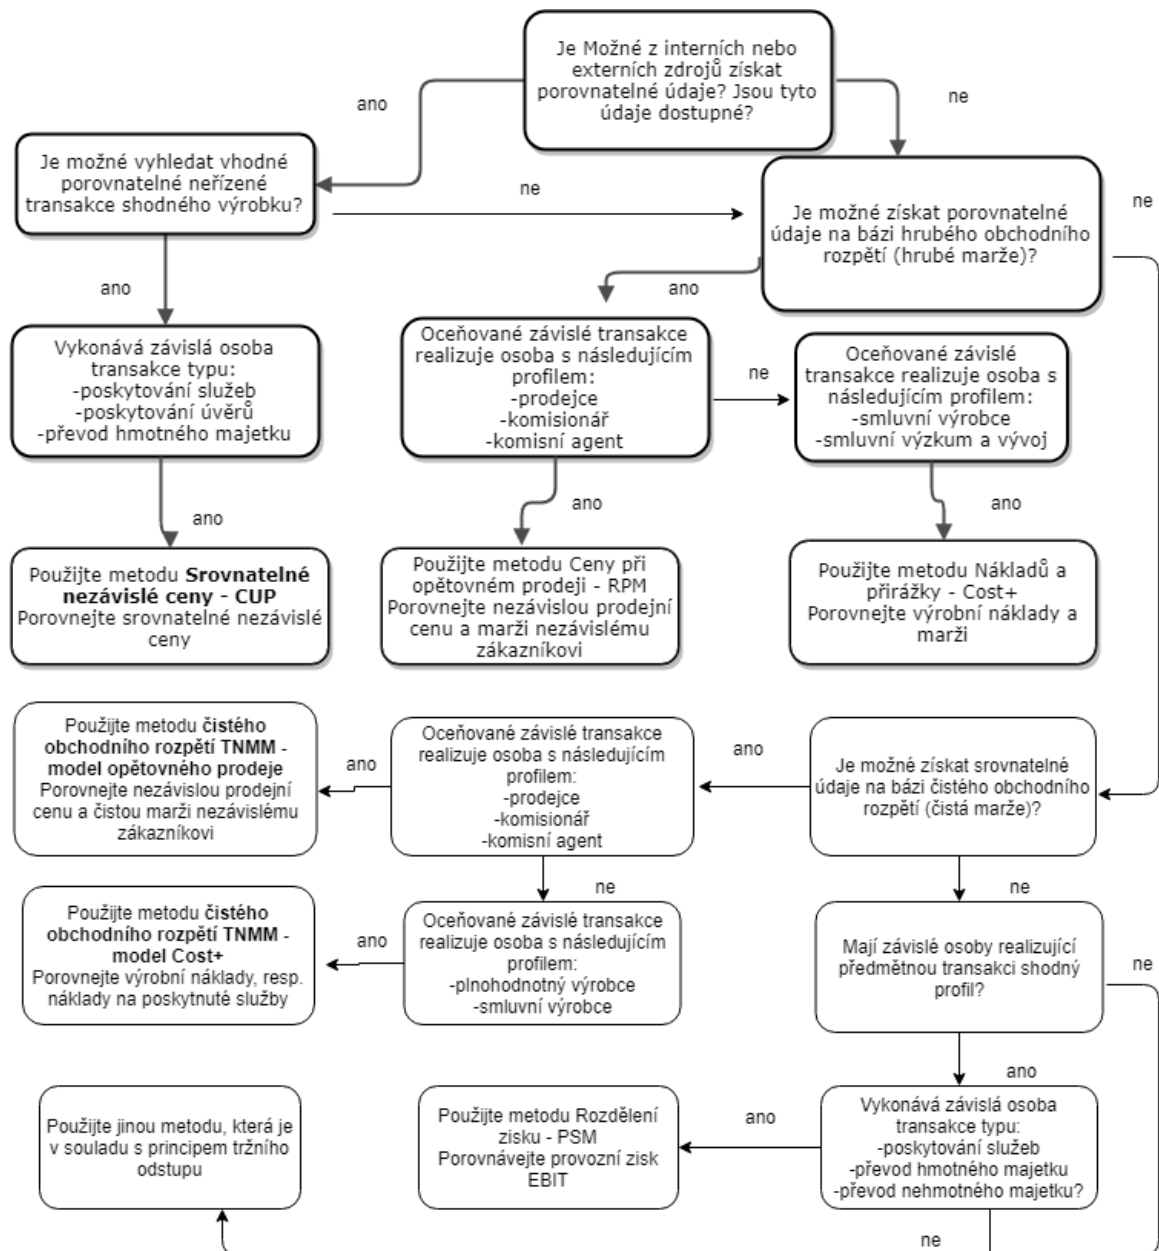 Je Možné z interních nebo
externích zdrojů získat
porovnatelné údaje? Jsou tyto
údaje dostupné?
ano
ne
Je možné vyhledat vhodné
porovnatelné neřízené
transakce shodného výrobku?
ne
Je možné získat porovnatelné
údaje na bázi hrubého obchodního
rozpětí (hrubé marže)?
ne
ano
ano
Vykonává závislá osoba
transakce typu:
-poskytování služeb
-poskytování úvěrů
-převod hmotného majetku
Oceňované závislé transakce
realizuje osoba s následujícím
profilem:
-prodejce
-komisionář
-komisní agent
ne
Oceňované závislé
transakce realizuje osoba s
následujícím profilem:
-smluvní výrobce
-smluvní výzkum a vývoj
ano
ano
ano
Použijte metodu Srovnatelné
nezávislé ceny - CUP
Porovnejte srovnatelné nezávislé
ceny
Použijte metodu Ceny při
opětovném prodeji - RPM
Porovnejte nezávislou prodejní
cenu a marži nezávislému
zákazníkovi
Použijte metodu Nákladů a
přirážky - Cost+
Porovnejte výrobní náklady a
marži
Použijte metodu čistého
obchodního rozpětí TNMM -
model opětovného prodeje
Porovnejte nezávislou prodejní
cenu a čistou marži nezávislému
zákazníkovi
ano
Oceňované závislé transakce
realizuje osoba s následujícím
profilem:
-prodejce
-komisionář
-komisní agent
ano
Je možné získat srovnatelné
údaje na bázi čistého obchodního
rozpětí (čistá marže)?
ne
ne
Použijte metodu čistého
obchodního rozpětí TNMM -
model Cost+
Porovnejte výrobní náklady, resp.
náklady na poskytnuté služby
ano
Oceňované závislé transakce
realizuje osoba s následujícím
profilem:
-plnohodnotný výrobce
-smluvní výrobce
Mají závislé osoby realizující
předmětnou transakci shodný
profil?
ne
ano
Použijte jinou metodu, která je
v souladu s principem tržního
odstupu
Použijte metodu Rozdělení
zisku - PSM
Porovnávejte provozní zisk
EBIT
ano
Vykonává závislá osoba
transakce typu:
-poskytování služeb
-převod hmotného majetku
-převod nehmotného majetku?
ne